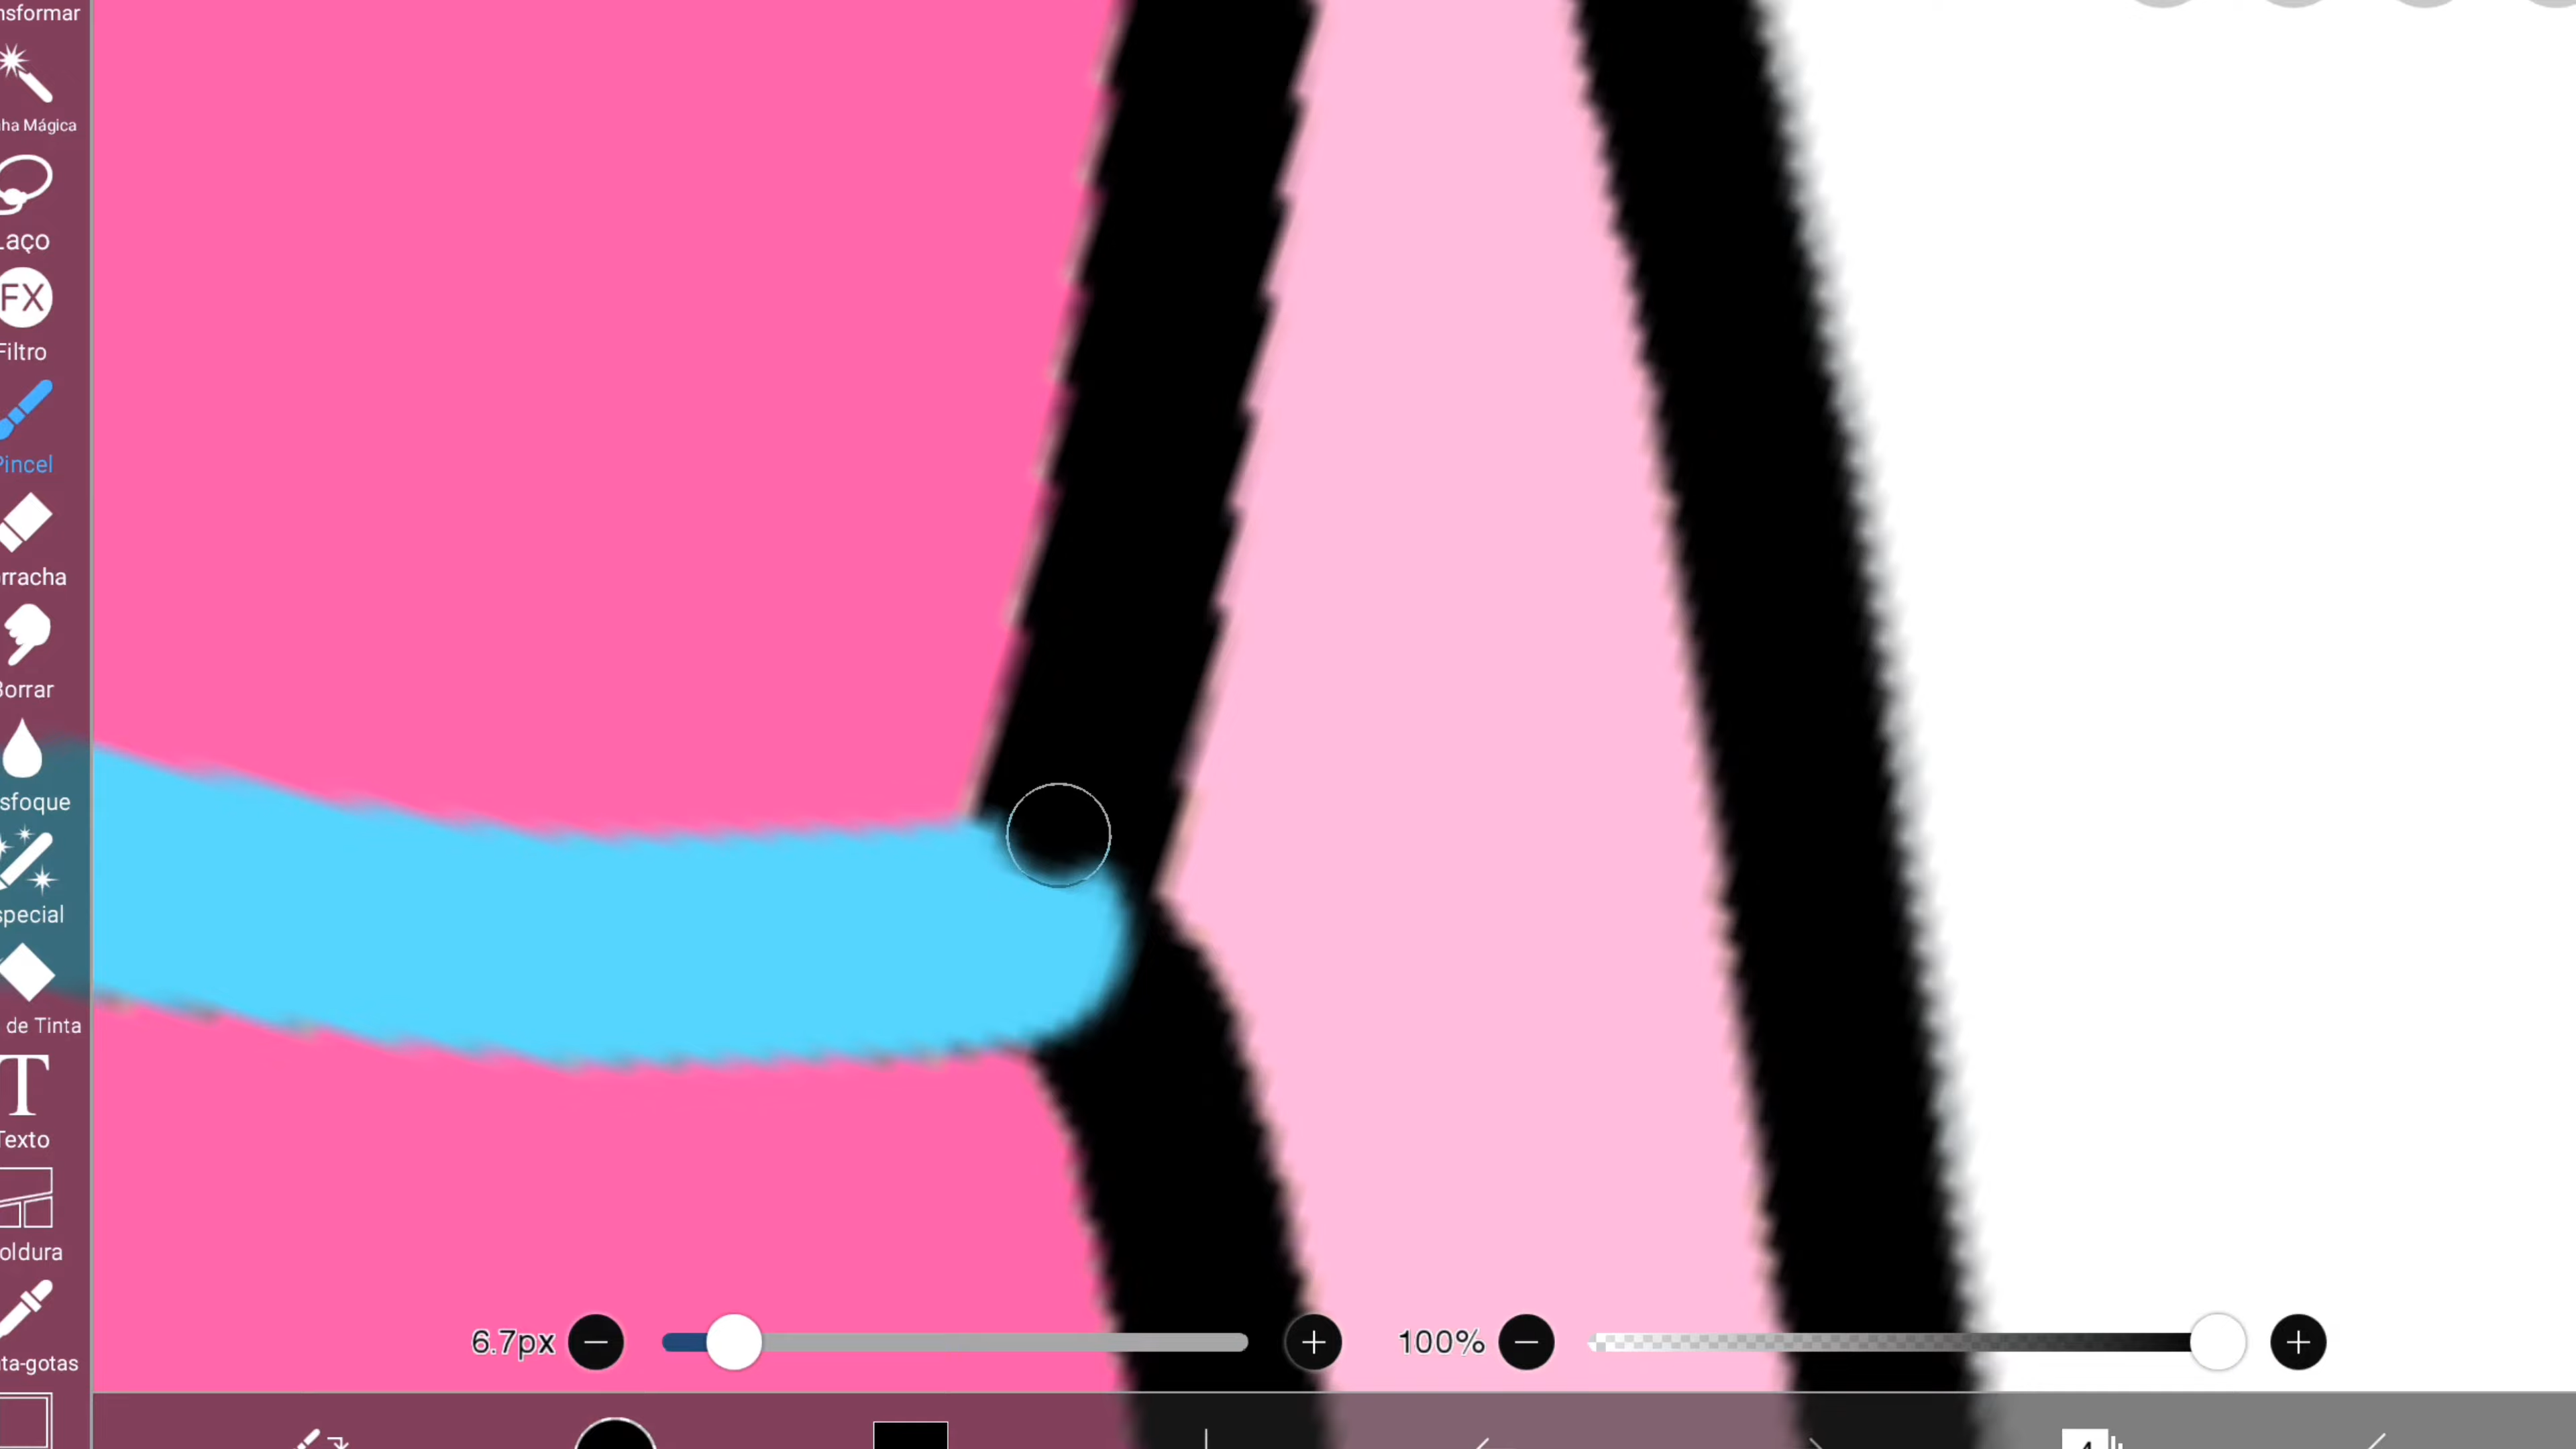 nsformar
ha Mágica
Laço
FX
Filtro
Pincel
rracha
Borrar
sfoque
special
de Tinta
T
Texto
oldura
ta-gotas
6.7px
100%
4